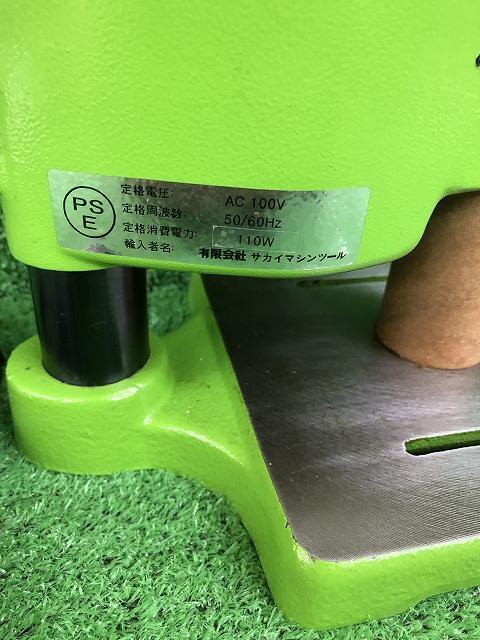 PS
E
定格電圧: AC 100V
定格周波数: 50/60Hz
定格消費電力: 110W
輸入者名: 有限会社 サカイマシンツール